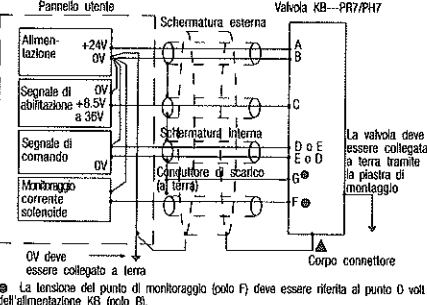 Pannello utente
Valvola KB---PR7/PH7
Schermatura esterna
Alimen-
tazione
+24V
0V
A
B
Segnale di
abilitazione
0V
+8.5V
a 36V
C
Schermatura interna
Segnale di
comando
0V
D o E
E o D
Conduttore di scarico
(a terra)
G
Monitoraggio
corrente
solenoide
F
La valvola deve
essere collegata
a terra tramite
la piastra di
montaggio
0V deve
essere collegato a terra
Corpo connettore
La tensione del punto di monitoraggio (polo F) deve essere riferita al punto 0 volt
dell'alimentazione KB (polo B).